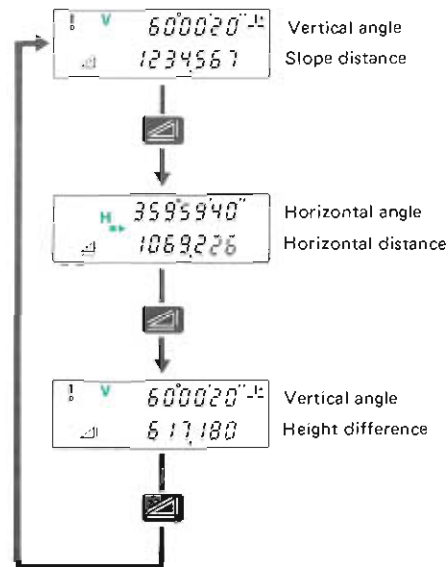 V 60°00'20" Vertical angle
1234.567 Slope distance
H 359°59'40" Horizontal angle
1069.226 Horizontal distance
V 60°00'20" Vertical angle
617.180 Height difference